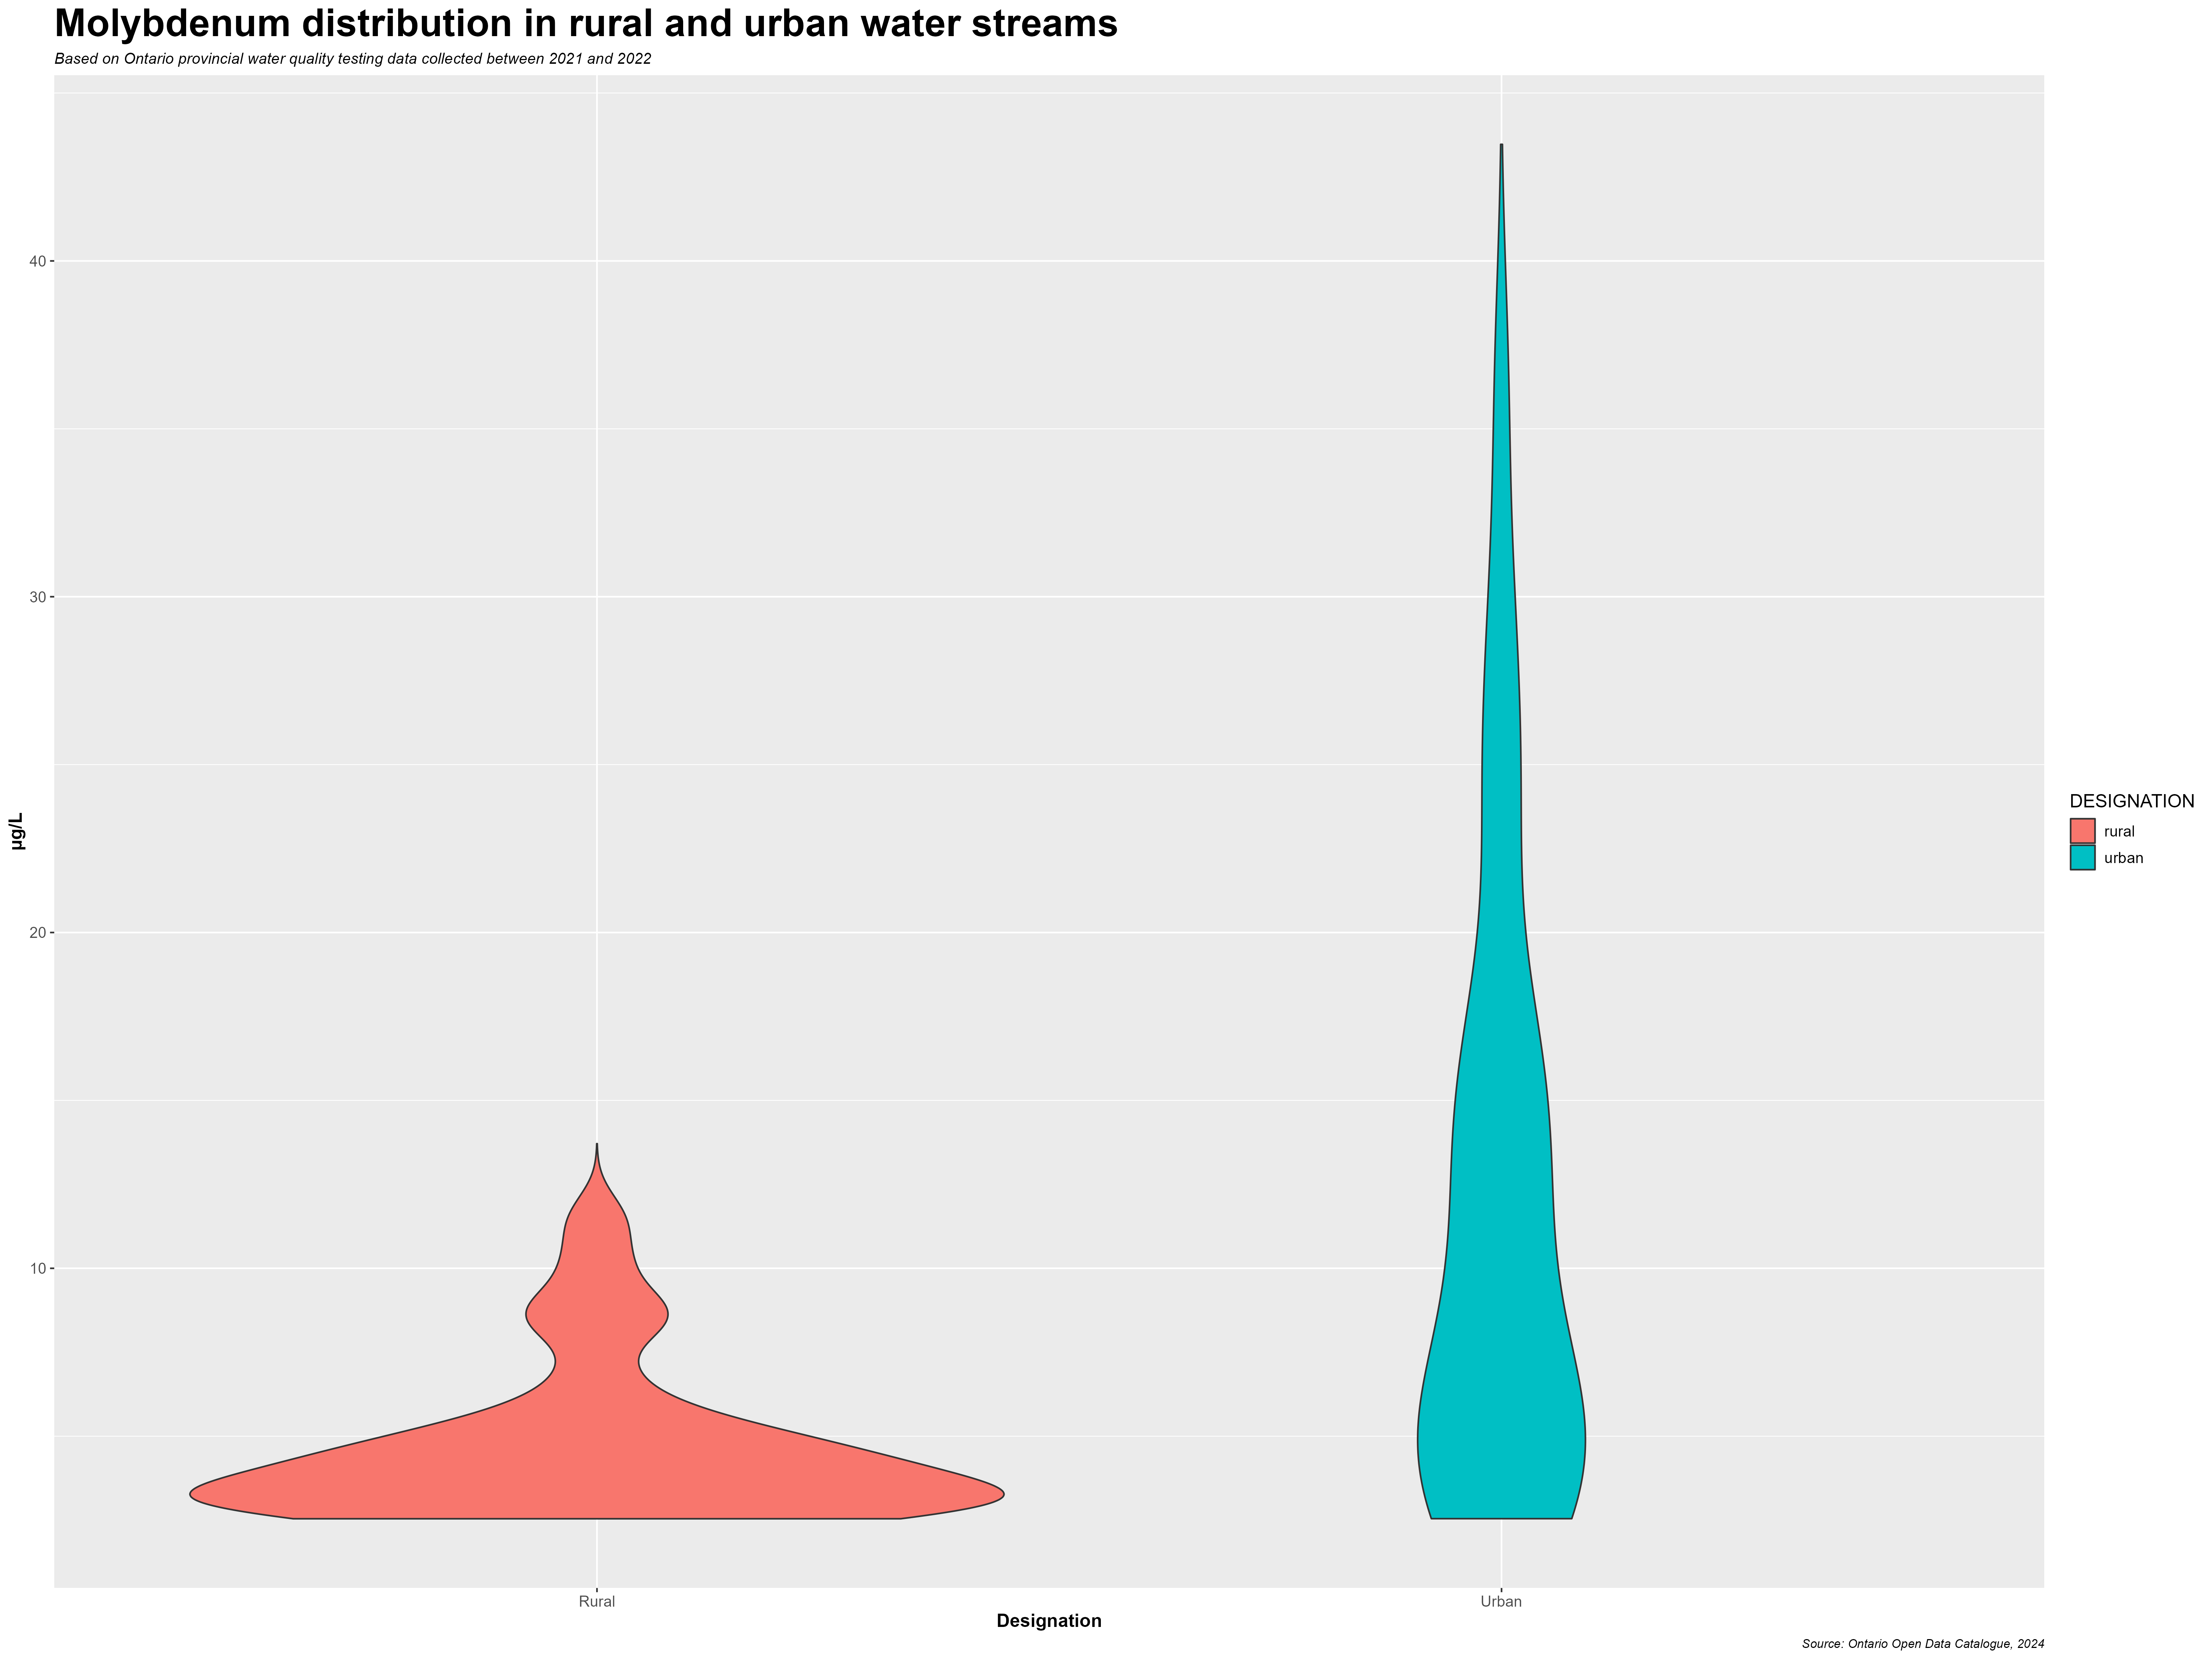 Molybdenum distribution in rural and urban water streams
Based on Ontario provincial water quality testing data collected between 2021 and 2022
40
30
20
10
µg/L
Rural
Urban
Designation
DESIGNATION
rural
urban
Source: Ontario Open Data Catalogue, 2024